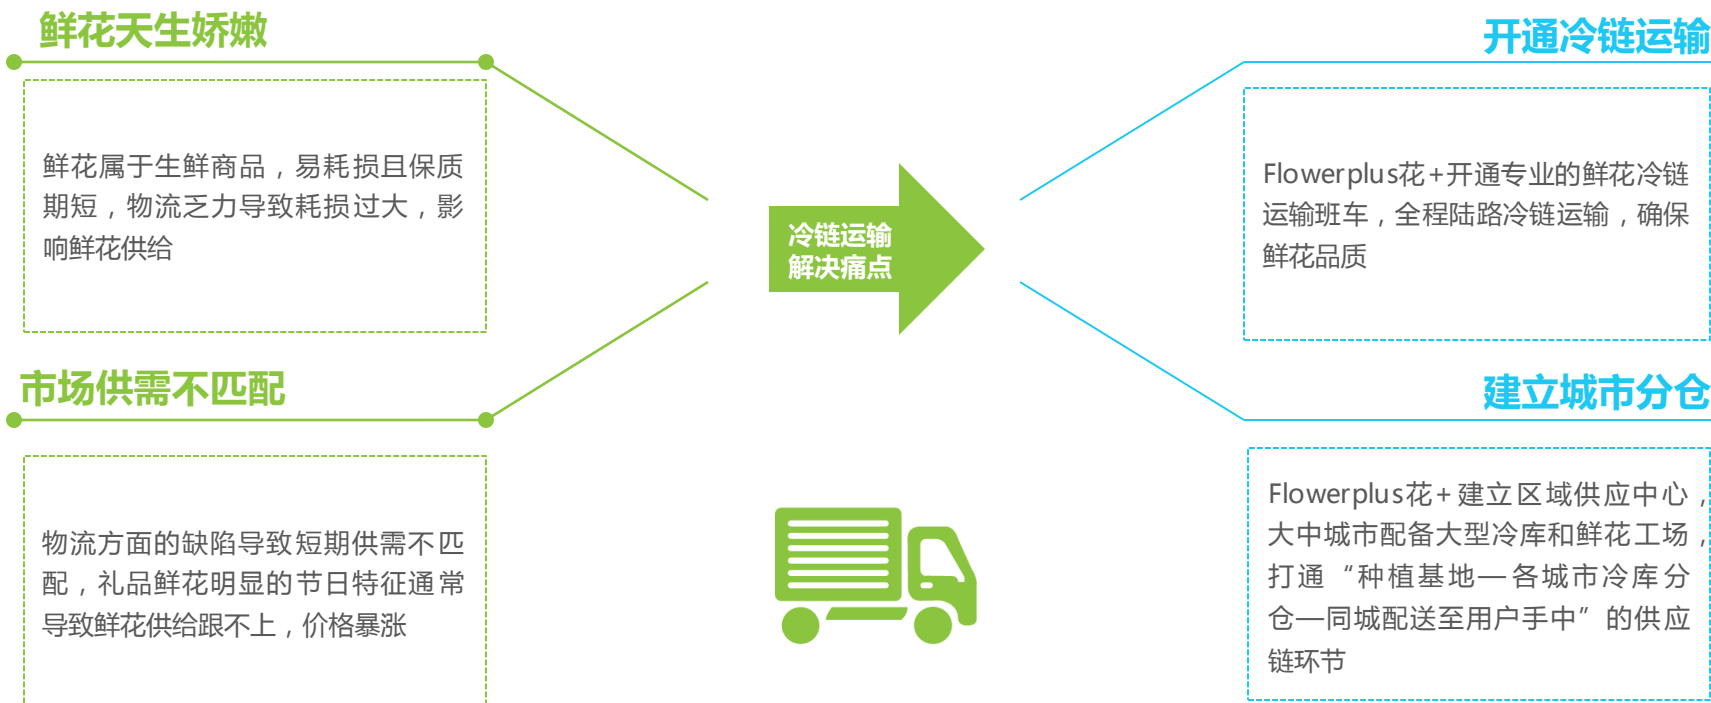 鲜花天生娇嫩
鲜花属于生鲜商品，易耗损且保质
期短，物流乏力导致耗损过大，影
响鲜花供给
市场供需不匹配
物流方面的缺陷导致短期供需不匹
配，礼品鲜花明显的节日特征通常
导致鲜花供给跟不上，价格暴涨
冷链运输
解决痛点
开通冷链运输
Flowerplus花+开通专业的鲜花冷链
运输班车，全程陆路冷链运输，确保
鲜花品质
建立城市分仓
Flowerplus花+建立区域供应中心，
大中城市配备大型冷库和鲜花工场，
打通“种植基地—各城市冷库分
仓—同城配送至用户手中”的供应
链环节